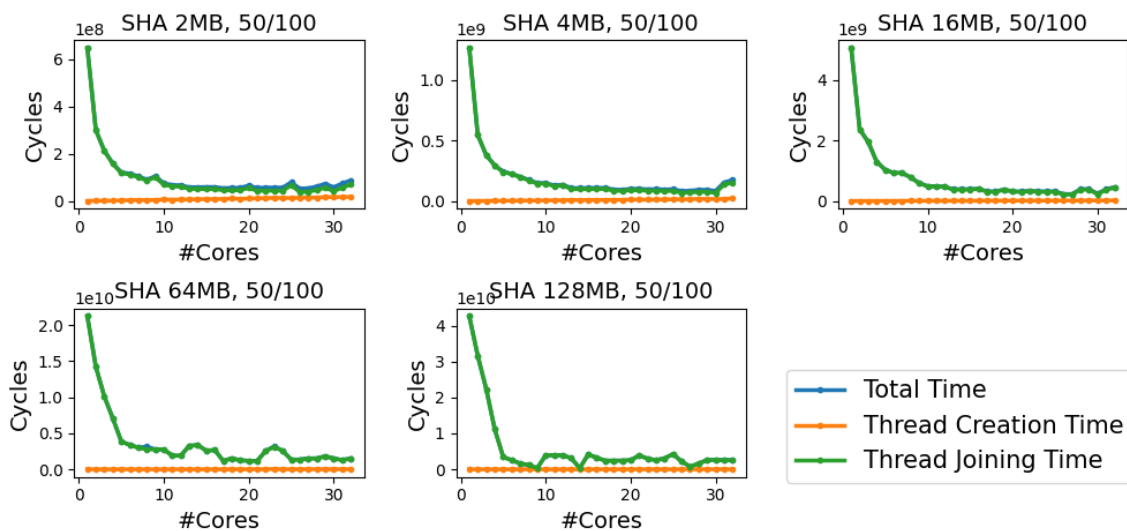 SHA 2MB, 50/100
1e8
6
4
2
0
Cycles
0
10
20
30
#Cores
SHA 4MB, 50/100
1e9
1.0
0.5
0.0
Cycles
0
10
20
30
#Cores
SHA 16MB, 50/100
1e9
4
2
0
Cycles
0
10
20
30
#Cores
SHA 64MB, 50/100
1e10
2.0
1.5
1.0
0.5
0.0
Cycles
0
10
20
30
#Cores
SHA 128MB, 50/100
1e10
4
3
2
1
0
Cycles
0
10
20
30
#Cores
Total Time
Thread Creation Time
Thread Joining Time